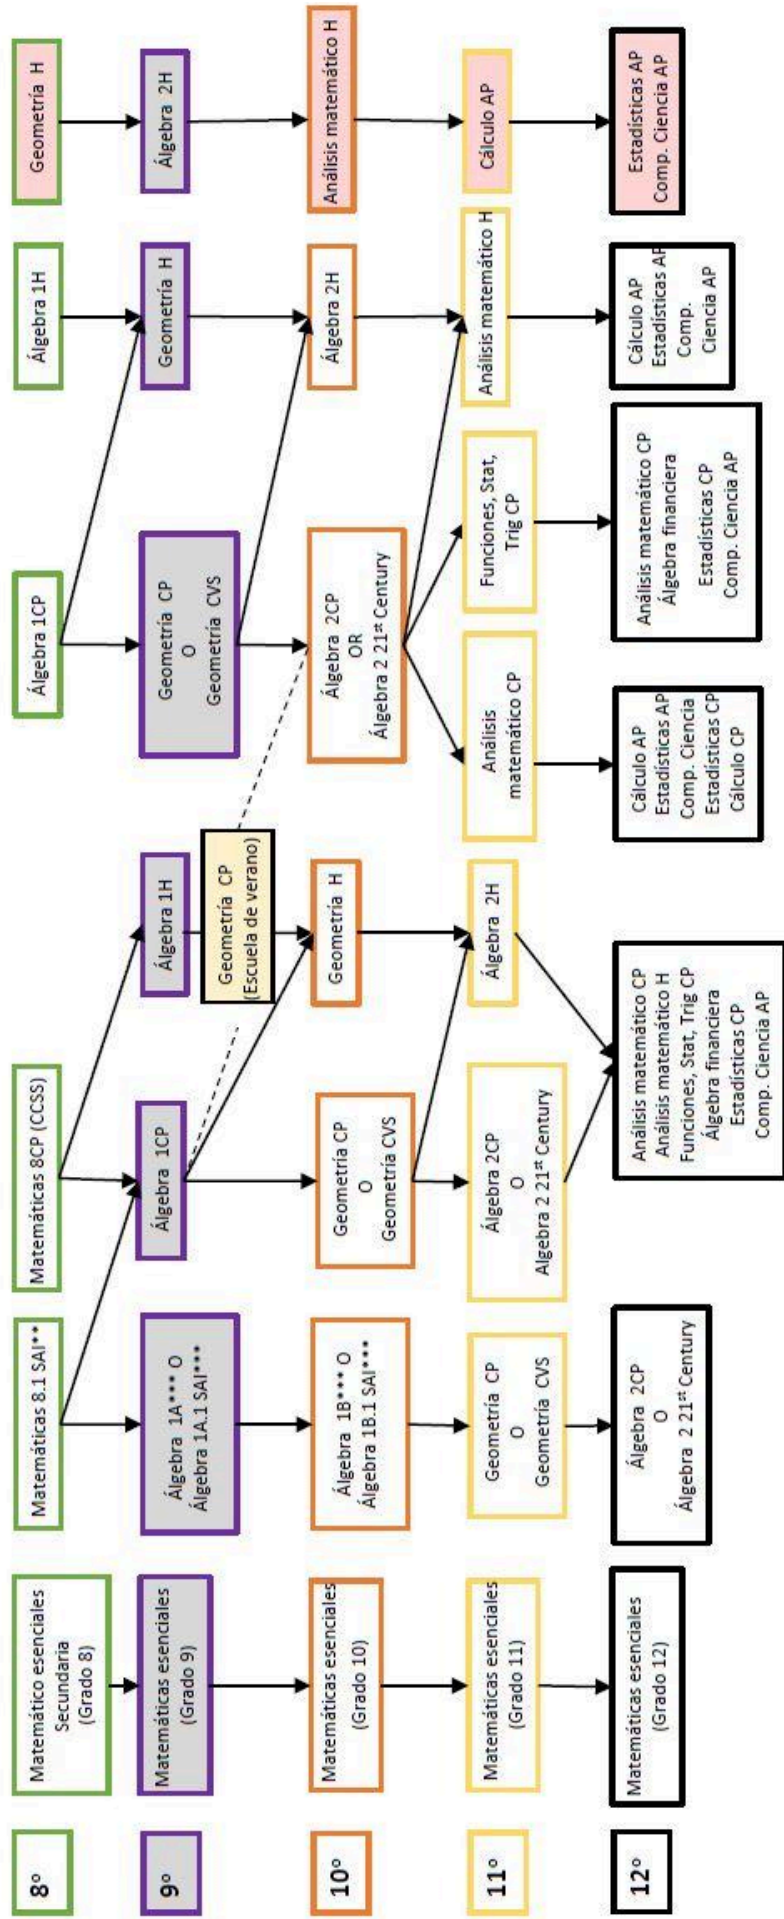 8º
Matemático esenciales
Secundaria
(Grado 8)
Matemáticas 8.1 SAI**
Matemáticas 8CP (CCSS)
Álgebra 1CP
Álgebra 1H
Geometría H
9º
Matemáticas esenciales
(Grado 9)
Álgebra 1A*** O
Álgebra 1A.1 SAI***
Álgebra 1CP
Álgebra 1H
Geometría CP
O
Geometría CVS
Geometría H
Álgebra 2H
Geometría CP
(Escuela de verano)
10º
Matemáticas esenciales
(Grado 10)
Álgebra 1B*** O
Álgebra 1B.1 SAI***
Geometría CP
O
Geometría CVS
Geometría H
Álgebra 2CP
OR
Álgebra 2 21st Century
Álgebra 2H
Análisis matemático H
11º
Matemáticas esenciales
(Grado 11)
Geometría CP
O
Geometría CVS
Álgebra 2CP
O
Algebra 2 21st Century
Álgebra 2H
Análisis
matemático CP
Funciones, Stat,
Trig CP
Análisis matemático H
Cálculo AP
12º
Matemáticas esenciales
(Grado 12)
Álgebra 2CP
O
Álgebra 2 21st Century
Análisis matemático CP
Análisis matemático H
Funciones, Stat, Trig CP
Álgebra financiera
Estadísticas CP
Comp. Ciencia AP
Cálculo AP
Estadísticas AP
Comp. Ciencia
Estadísticas CP
Cálculo CP
Análisis matemático CP
Álgebra financiera
Estadísticas CP
Comp. Ciencia AP
Cálculo AP
Estadísticas AP
Comp.
Ciencia AP
Estadísticas AP
Comp. Ciencia AP